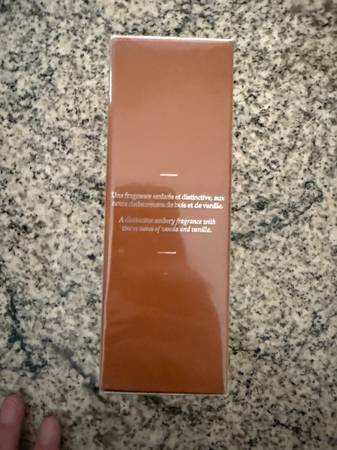 Une fragrance ambrée et distinctive, aux
notes chaleureuses de bois et de vanille.
A distinctive ambery fragrance with
warm notes of woods and vanilla.